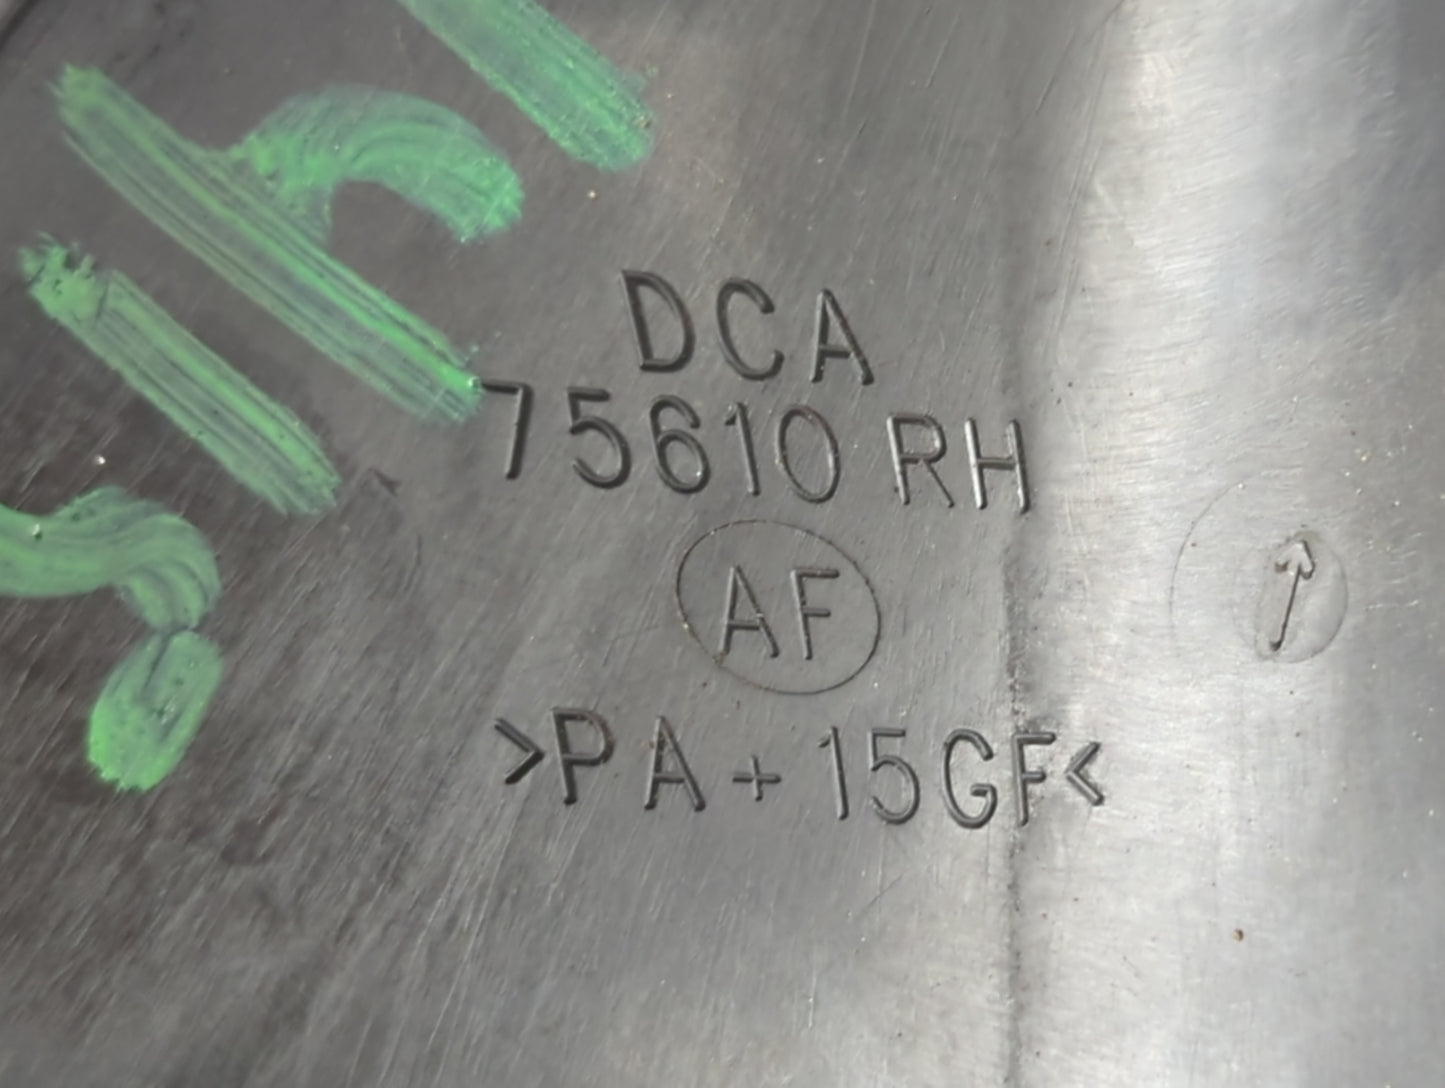 DCA
75610 RH
AF
>PA+15GF<